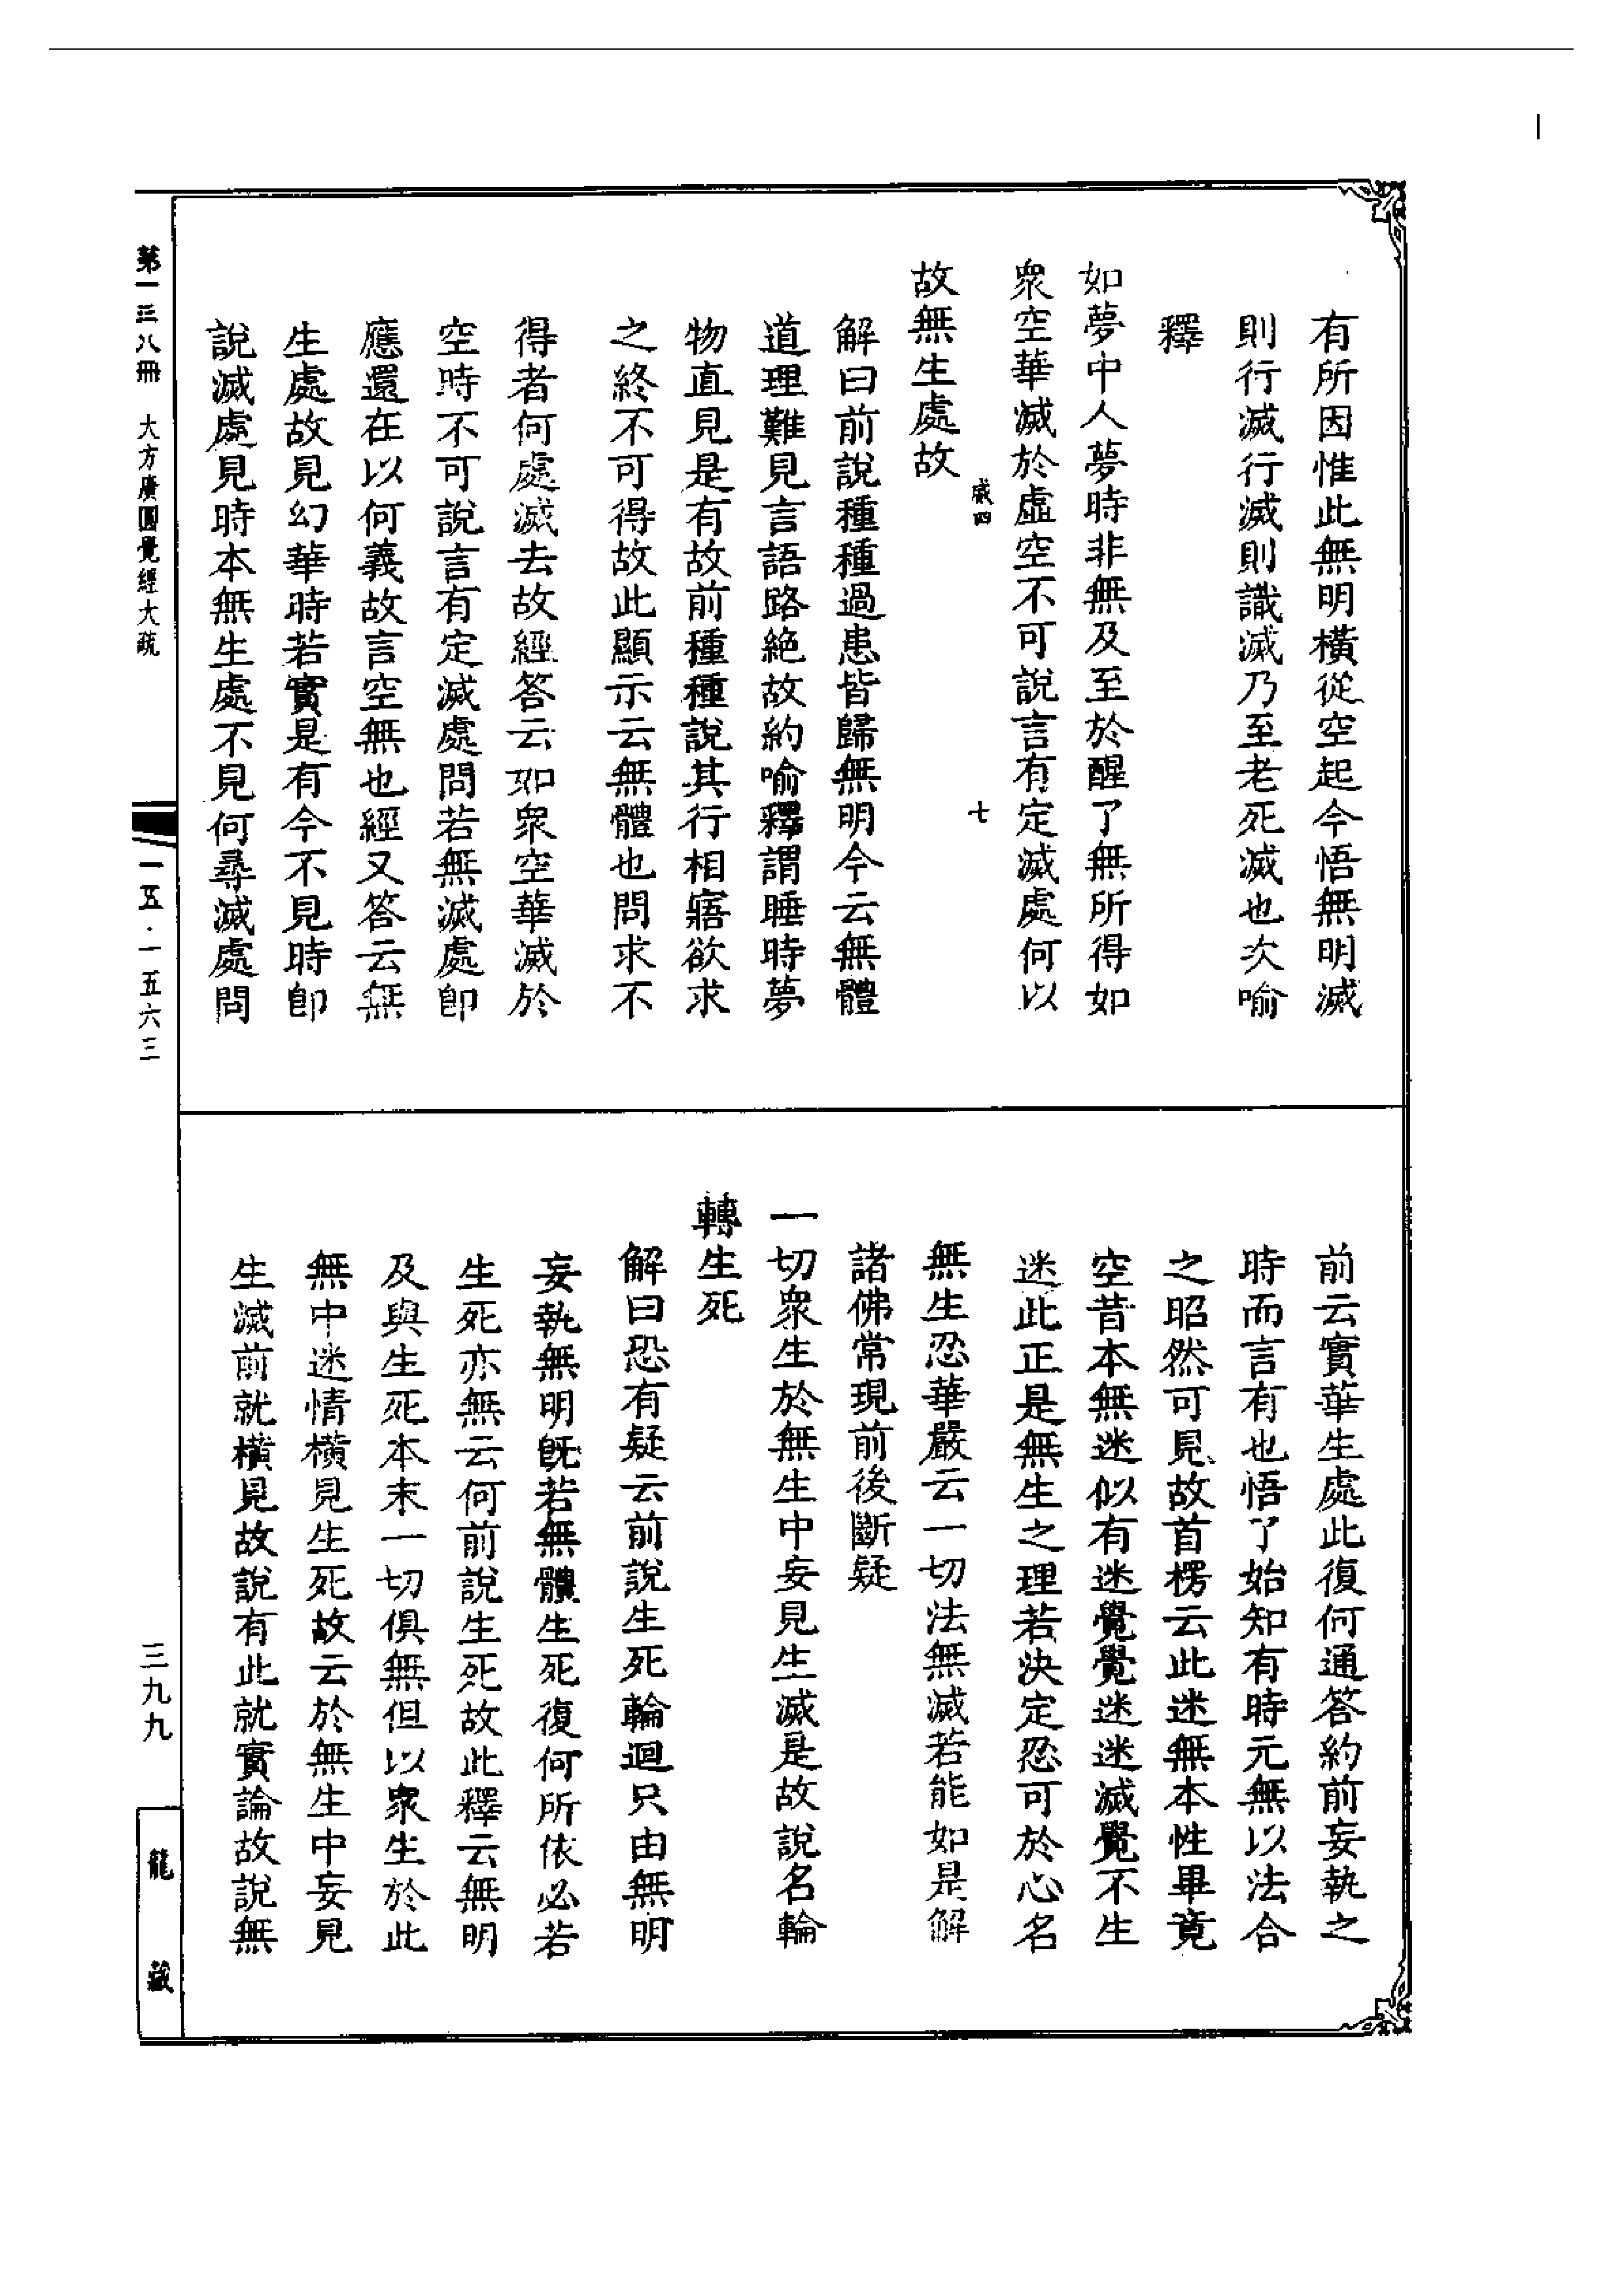 有所因惟此無明橫從空起今悟無明滅
則行滅行滅則識滅乃至老死滅也次喻
釋
如夢中人夢時非無及至於醒了無所得如
眾空華滅於虛空不可說言有定滅處何以
七
故無生處故
解曰前說種種過患皆歸無明今云無體
道理難見言語路絕故約喻釋謂睡時夢
物直見是有故前種種說其行相寤欲求
之終不可得故此顯示云無體也問求不
得者何處滅去故經答云如眾空華滅於
空時不可說言有定滅處問若無滅處即
應還在以何義故言空無也經又答云無
生處故見幻華時若實是有今不見時即
說滅處見時本無生處不見何尋滅處問
前云實華生處此復何通答約前妄執之
時而言有也悟了始知有時元無以法合
之昭然可見故首楞云此迷無本性畢竟
空昔本無迷似有迷覺覺迷迷滅覺不生
迷此正是無生之理若決定忍可於心名
無生忍華嚴云一切法無滅若能如是解
諸佛常現前後斷疑
一切眾生於無生中妄見生滅是故說名輪
轉生死
解曰恐有疑云前說生死輪迴只由無明
妄執無明既若無體生死復何所依必若
生死亦無云何前說生死故此釋云無明
及與生死本末一切俱無但以眾生於此
無中迷情橫見生死故云於無生中妄見
生滅前就橫見故說有此就實論故說無
第一三八冊 大方廣圓覺經大疏
一五·一五六三
三九九
龍藏